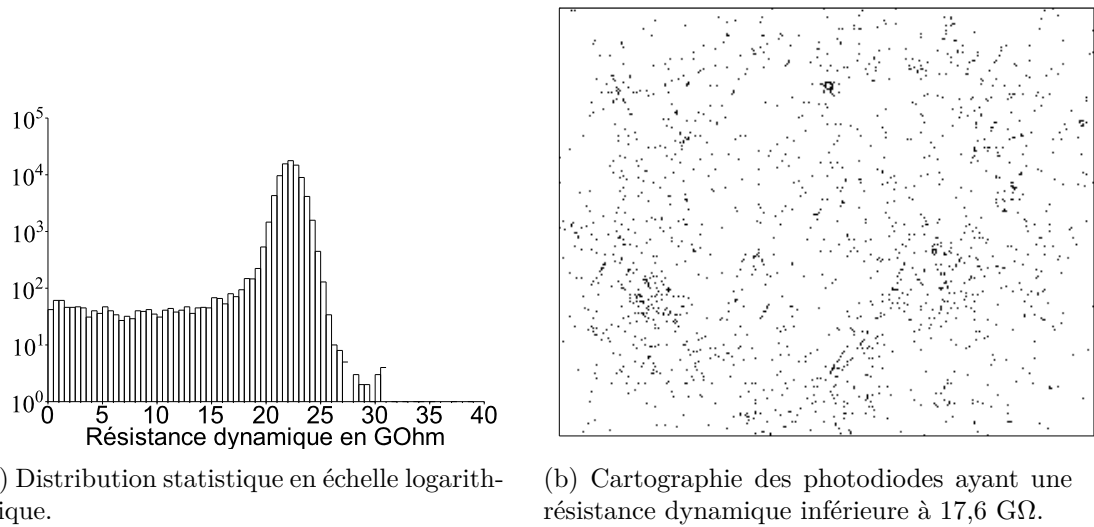 10^5
10^4
10^3
10^2
10^1
10^0
0 5 10 15 20 25 30 35 40
Résistance dynamique en GOhm
) Distribution statistique en échelle logarith-
ique.
(b) Cartographie des photodiodes ayant une
résistance dynamique inférieure à 17,6 GΩ.